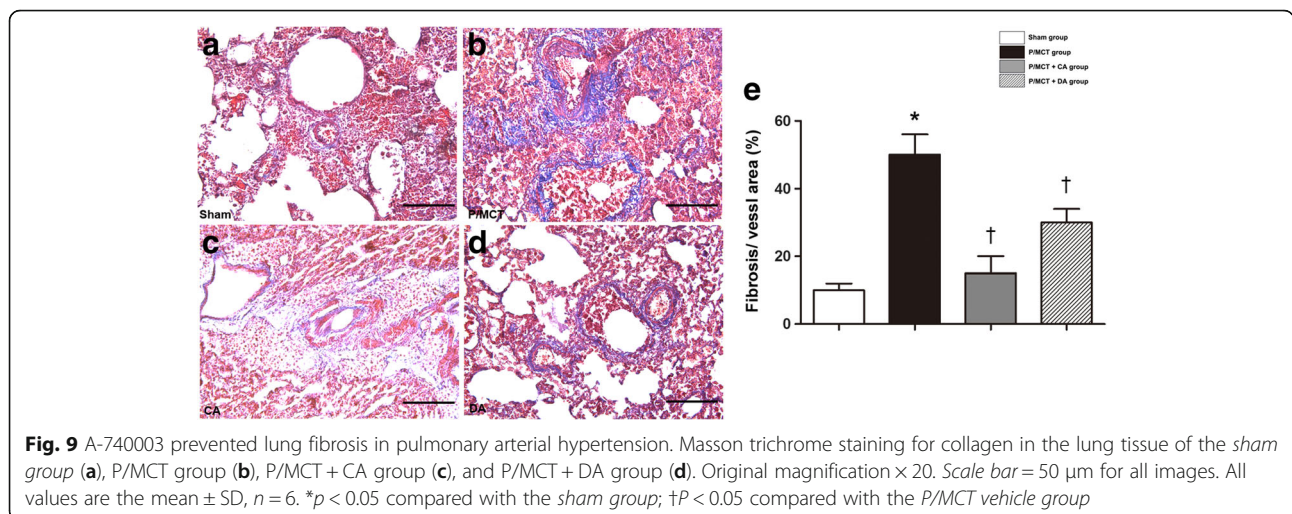 a
Sham
b
P/MCT
c
CA
d
DA
Sham group
P/MCT group
P/MCT + CA group
P/MCT + DA group
e
Fibrosis/ vessl area (%)
60
40
20
0
*
†
†
Fig. 9 A-740003 prevented lung fibrosis in pulmonary arterial hypertension. Masson trichrome staining for collagen in the lung tissue of the sham
group (a), P/MCT group (b), P/MCT + CA group (c), and P/MCT + DA group (d). Original magnification × 20. Scale bar = 50 μm for all images. All
values are the mean ± SD, n = 6. *p < 0.05 compared with the sham group; †P < 0.05 compared with the P/MCT vehicle group